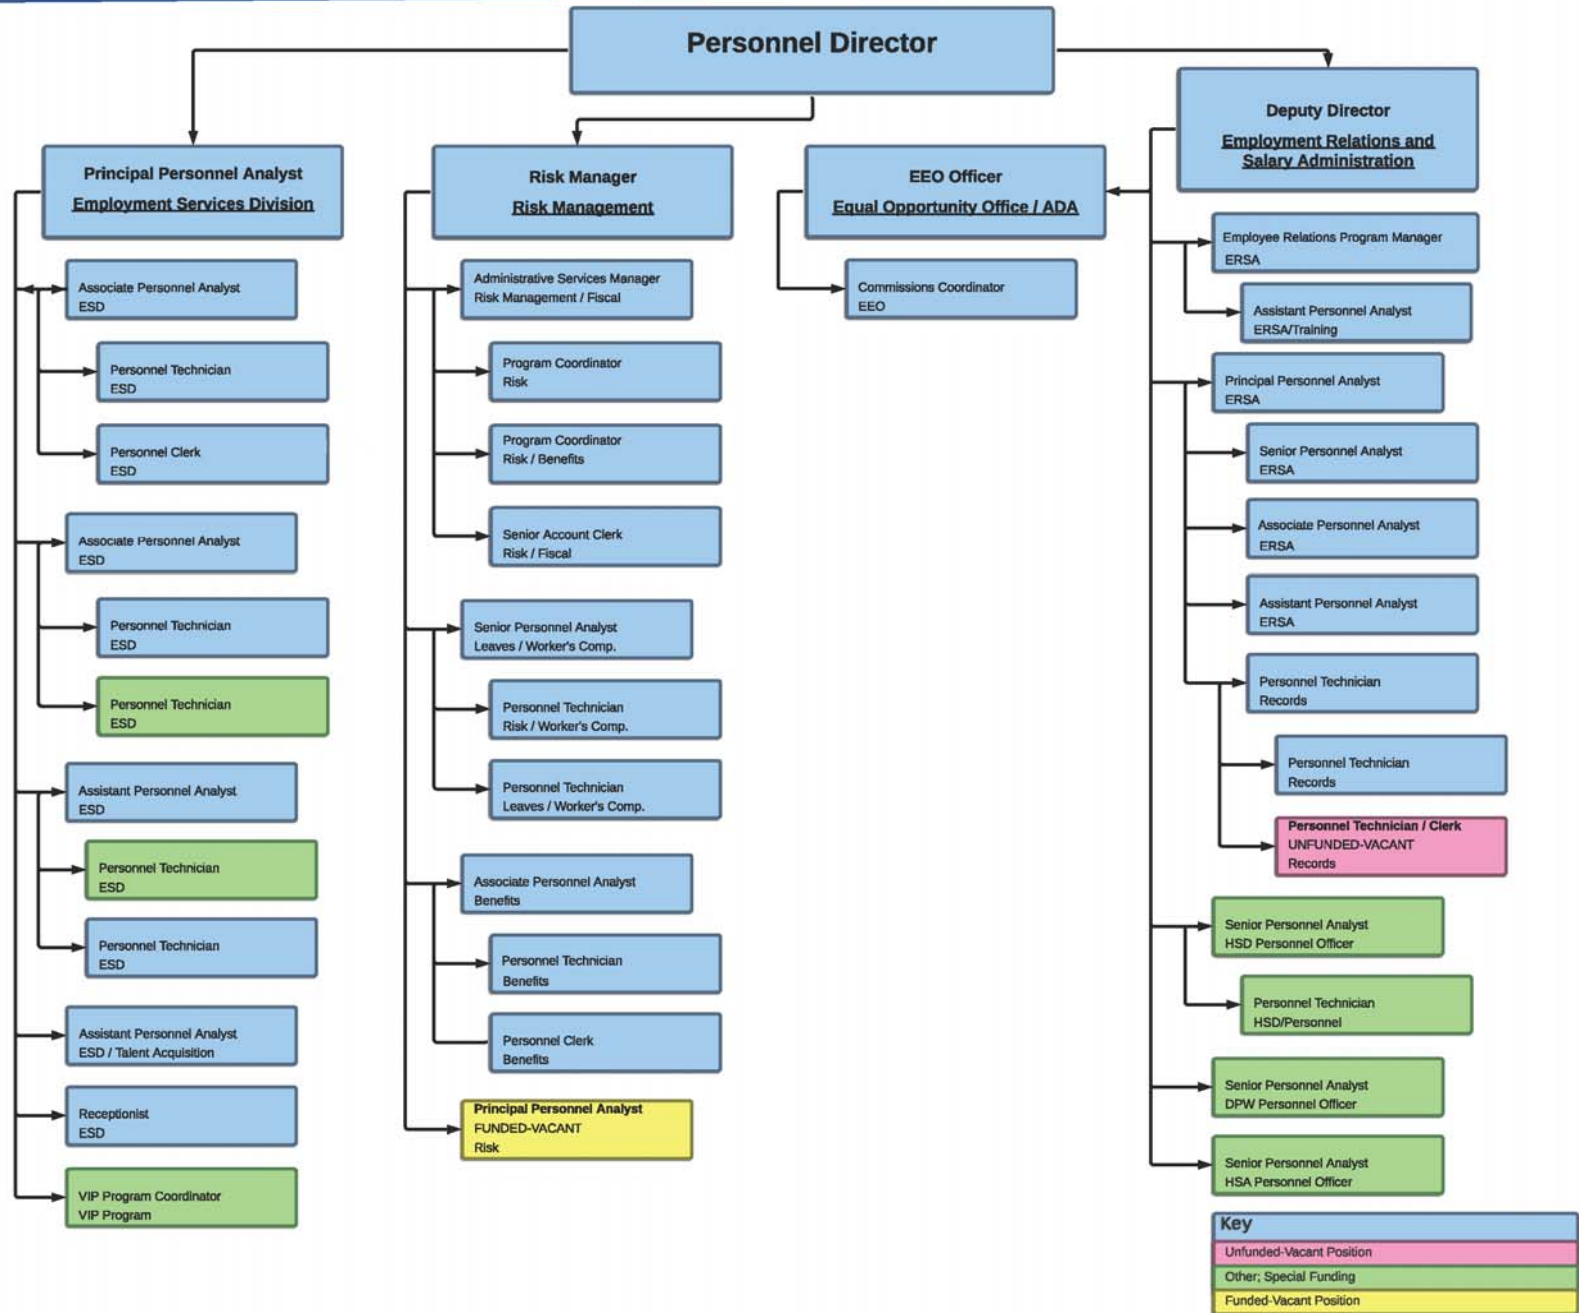 Personnel Director
Principal Personnel Analyst
Employment Services Division
Associate Personnel Analyst
ESD
Personnel Technician
ESD
Personnel Clerk
ESD
Associate Personnel Analyst
ESD
Personnel Technician
ESD
Personnel Technician
ESD
Assistant Personnel Analyst
ESD
Personnel Technician
ESD
Personnel Technician
ESD
Assistant Personnel Analyst
ESD / Talent Acquisition
Receptionist
ESD
VIP Program Coordinator
VIP Program
Risk Manager
Risk Management
Administrative Services Manager
Risk Management / Fiscal
Program Coordinator
Risk
Program Coordinator
Risk / Benefits
Senior Account Clerk
Risk / Fiscal
Senior Personnel Analyst
Leaves / Worker's Comp.
Personnel Technician
Risk / Worker's Comp.
Personnel Technician
Leaves / Worker's Comp.
Associate Personnel Analyst
Benefits
Personnel Technician
Benefits
Personnel Clerk
Benefits
Principal Personnel Analyst
FUNDED-VACANT
Risk
EEO Officer
Equal Opportunity Office / ADA
Commissions Coordinator
EEO
Deputy Director
Employment Relations and
Salary Administration
Employee Relations Program Manager
ERSA
Assistant Personnel Analyst
ERSA/Training
Principal Personnel Analyst
ERSA
Senior Personnel Analyst
ERSA
Associate Personnel Analyst
ERSA
Assistant Personnel Analyst
ERSA
Personnel Technician
Records
Personnel Technician
Records
Personnel Technician / Clerk
UNFUNDED-VACANT
Records
Senior Personnel Analyst
HSD Personnel Officer
Personnel Technician
HSD/Personnel
Senior Personnel Analyst
DPW Personnel Officer
Senior Personnel Analyst
HSA Personnel Officer
Key
Unfunded-Vacant Position
Other; Special Funding
Funded-Vacant Position